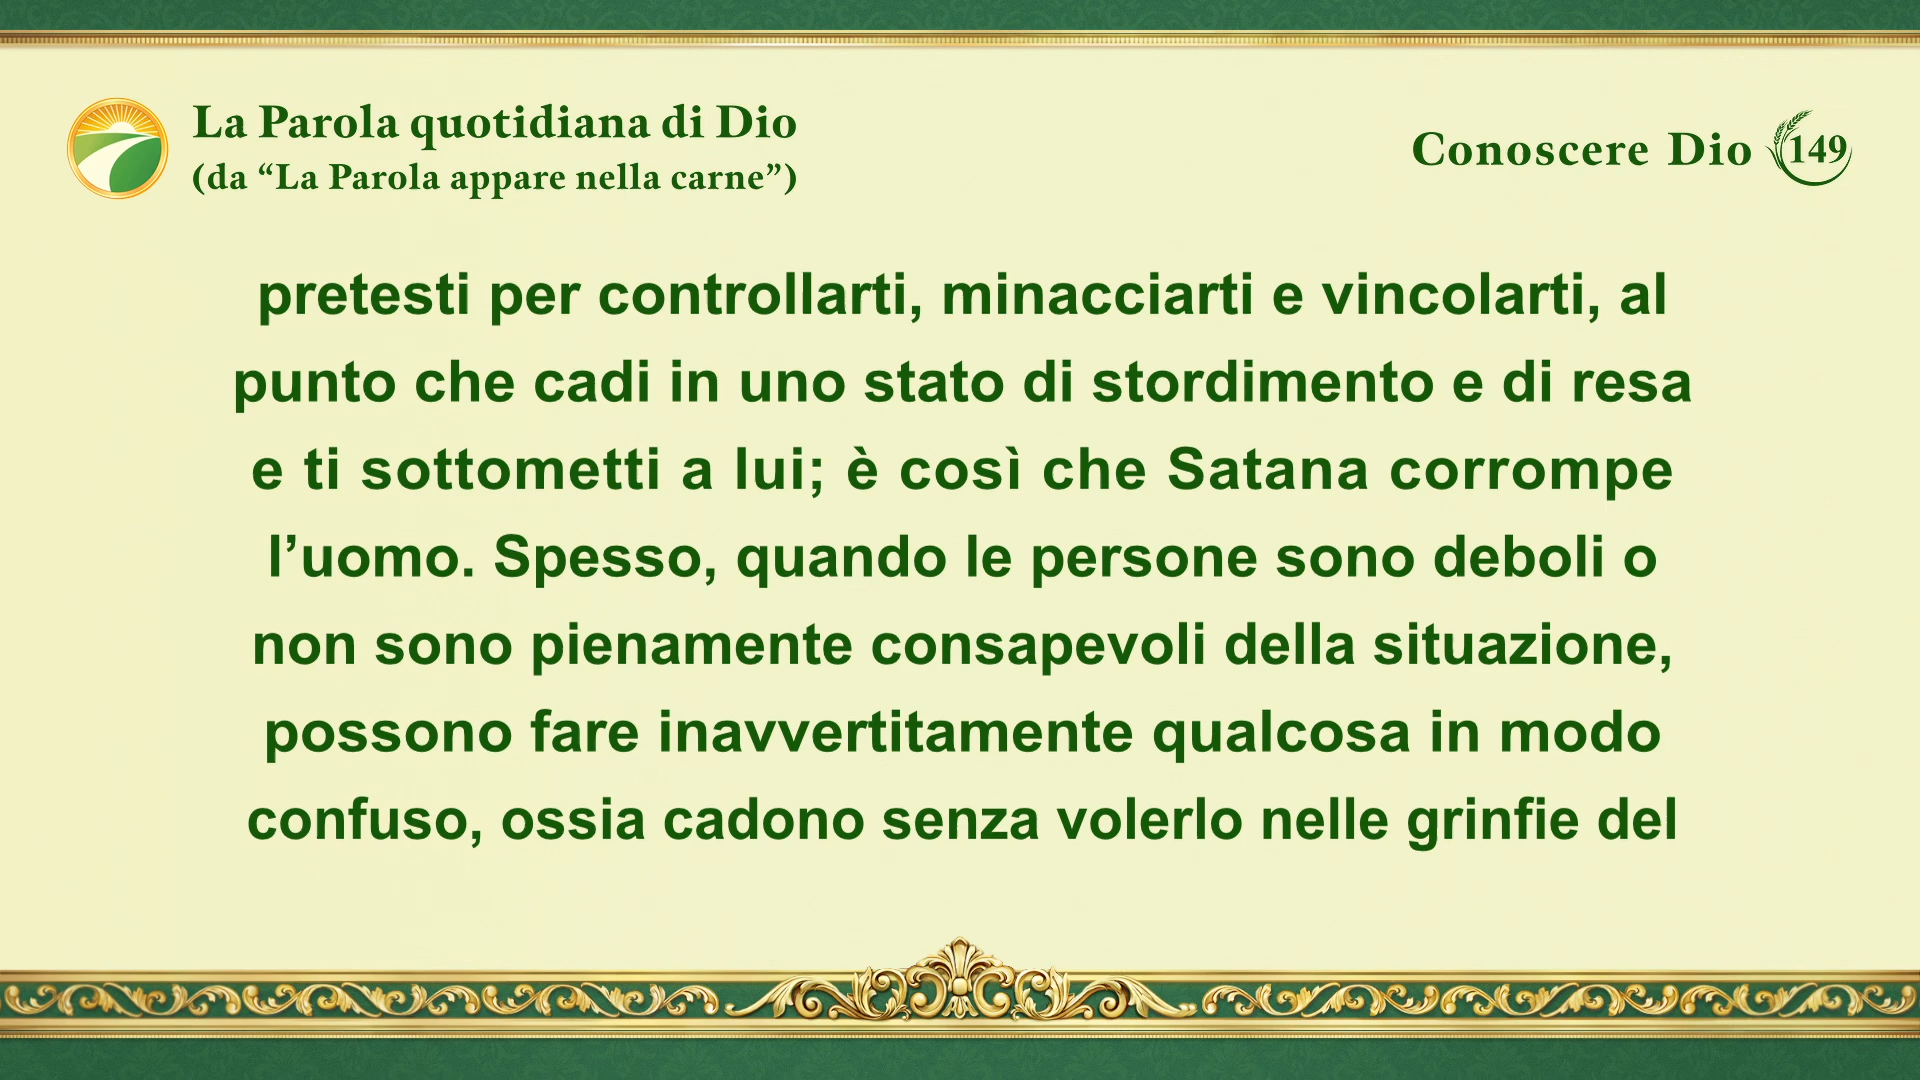 La Parola quotidiana di Dio
(da “La Parola appare nella carne”)
Conoscere Dio 149
pretesti per controllarti, minacciarti e vincolarti, al
punto che cadi in uno stato di stordimento e di resa
e ti sottometti a lui; è così che Satana corrompe
l’uomo. Spesso, quando le persone sono deboli o
non sono pienamente consapevoli della situazione,
possono fare inavvertitamente qualcosa in modo
confuso, ossia cadono senza volerlo nelle grinfie del